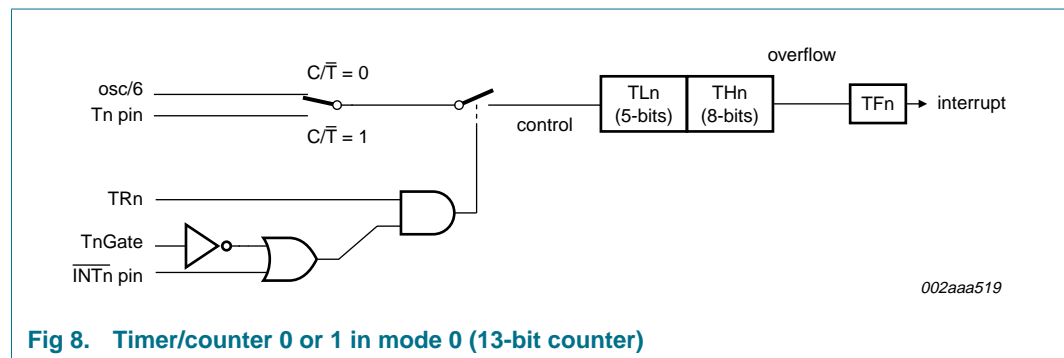 overflow
osc/6
C/T̅ = 0
Tn pin
C/T̅ = 1
control
TLn
(5-bits)
THn
(8-bits)
TFn
interrupt
TRn
TnGate
I̅N̅T̅n̅ pin
002aaa519
Fig 8. Timer/counter 0 or 1 in mode 0 (13-bit counter)